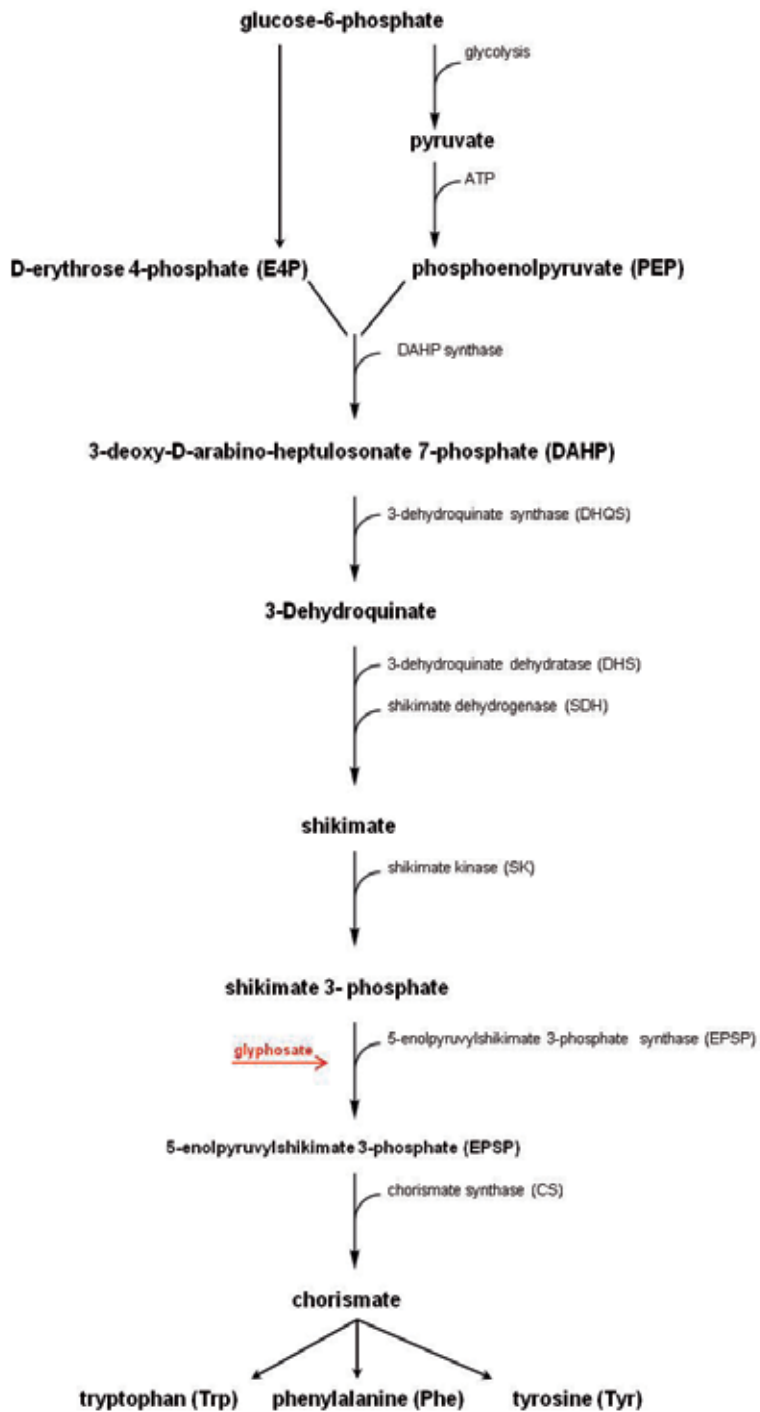 glucose-6-phosphate
glycolysis
pyruvate
ATP
D-erythrose 4-phosphate (E4P)
phosphoenolpyruvate (PEP)
DAHP synthase
3-deoxy-D-arabino-heptulosonate 7-phosphate (DAHP)
3-dehydroquinate synthase (DHQS)
3-Dehydroquinate
3-dehydroquinate dehydratase (DHS)
shikimate dehydrogenase (SDH)
shikimate
shikimate kinase (SK)
shikimate 3- phosphate
5-enolpyruvylshikimate 3-phosphate synthase (EPSP)
glyphosate
5-enolpyruvylshikimate 3-phosphate (EPSP)
chorismate synthase (CS)
chorismate
tryptophan (Trp)
phenylalanine (Phe)
tyrosine (Tyr)